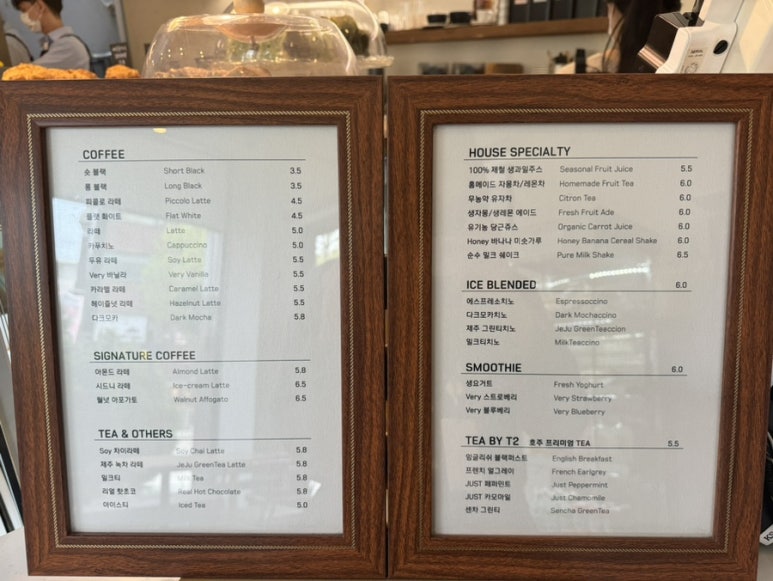 COFFEE
숏 블랙 Short Black 3.5
롱 블랙 Long Black 3.5
피콜로 라떼 Piccolo Latte 4.5
플랫 화이트 Flat White 4.5
라떼 Latte 5.0
카푸치노 Cappuccino 5.0
두유 라떼 Soy Latte 5.5
Very 바닐라 Very Vanilla 5.5
카라멜 라떼 Caramel Latte 5.5
헤이즐넛 라떼 Hazelnut Latte 5.5
다크모카 Dark Mocha 5.8
SIGNATURE COFFEE
아몬드 라떼 Almond Latte 5.8
시드니 라떼 Ice-cream Latte 6.5
월넛 아포가토 Walnut Affogato 6.5
TEA & OTHERS
Soy 차이라떼 Soy Chai Latte 5.8
제주 녹차 라떼 JeJu GreenTea Latte 5.8
밀크티 Milk Tea 5.8
리얼 핫초코 Real Hot Chocolate 5.8
아이스티 Iced Tea 5.0
HOUSE SPECIALTY
100% 제철 생과일주스 Seasonal Fruit Juice 5.5
홈메이드 자몽차/레몬차 Homemade Fruit Tea 6.0
무농약 유자차 Citron Tea 6.0
생자몽/생레몬 에이드 Fresh Fruit Ade 6.0
유기농 당근쥬스 Organic Carrot Juice 6.0
Honey 바나나 미숫가루 Honey Banana Cereal Shake 6.0
순수 밀크 쉐이크 Pure Milk Shake 6.5
ICE BLENDED 6.0
에스프레소치노 Espressoccino
다크모카치노 Dark Mochaccino
제주 그린티치노 JeJu GreenTeaccion
밀크티치노 MilkTeaccino
SMOOTHIE 6.0
생요거트 Fresh Yoghurt
Very 스트로베리 Very Strawberry
Very 블루베리 Very Blueberry
TEA BY T2 호주 프리미엄 TEA 5.5
잉글리쉬 블랙퍼스트 English Breakfast
프렌치 얼그레이 French Earlgrey
JUST 페퍼민트 Just Peppermint
JUST 카모마일 Just Chamomile
센차 그린티 Sencha GreenTea